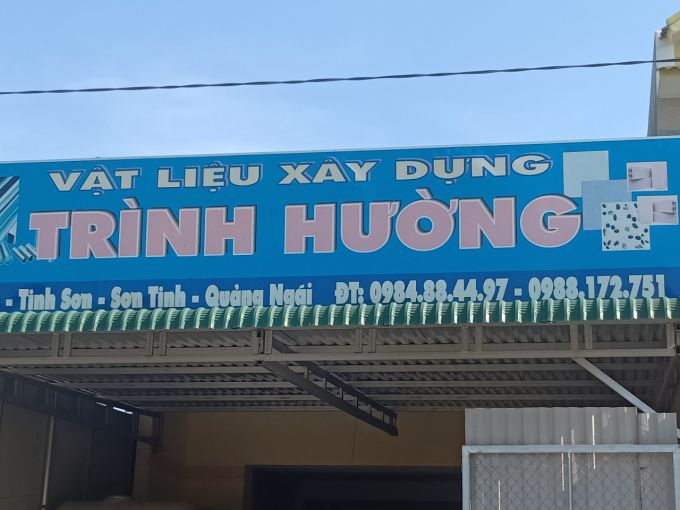 VẬT LIỆU XÂY DỰNG
TRÌNH HƯỜNG
- Tịnh Sơn - Sơn Tịnh - Quảng Ngãi ĐT: 0984.88.44.97 - 0988.172.751